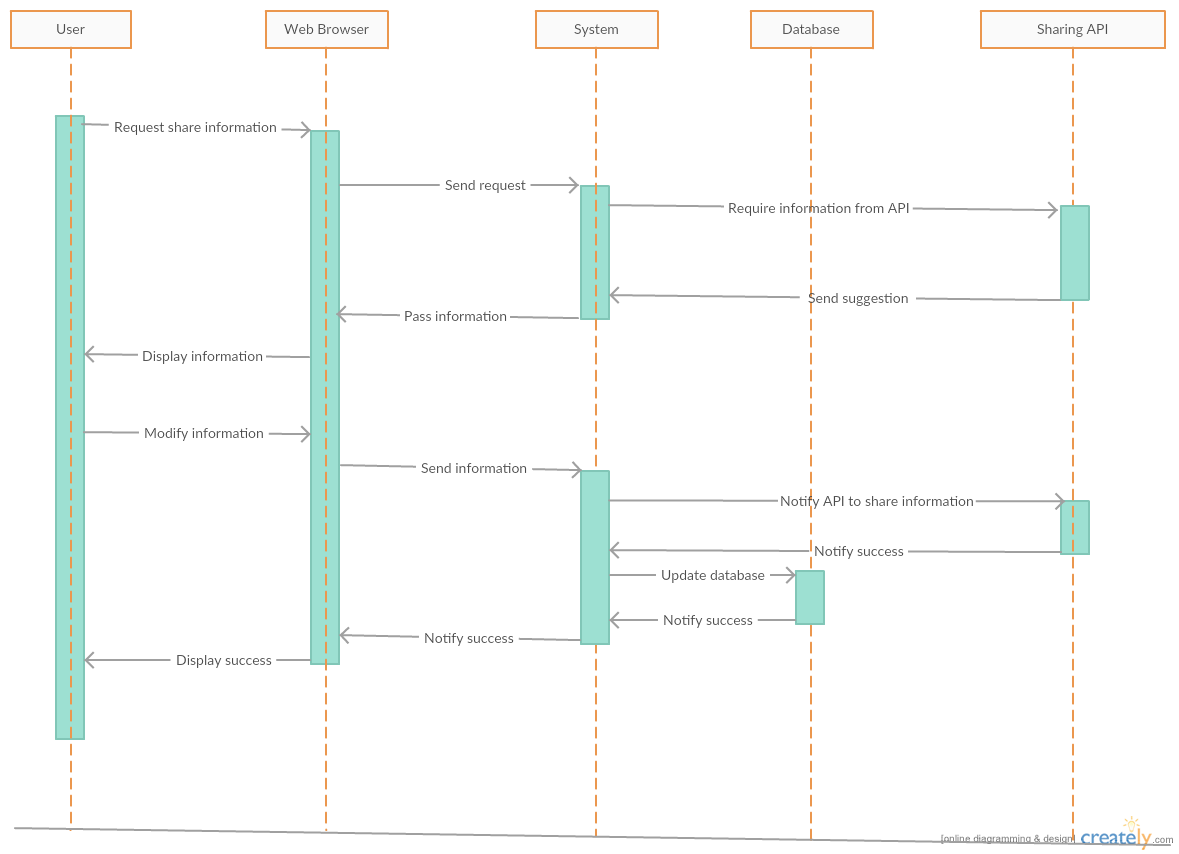 User
Web Browser
System
Database
Sharing API
Request share information
Send request
Require information from API
Send suggestion
Pass information
Display information
Modify information
Send information
Notify API to share information
Notify success
Update database
Notify success
Notify success
Display success
[online diagramming & design]
creately.com